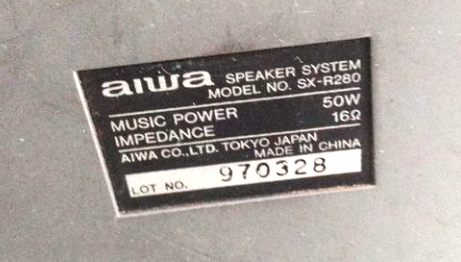 aiwa SPEAKER SYSTEM
MODEL NO. SX-R280
MUSIC POWER 50W
IMPEDANCE 16Ω
AIWA CO.,LTD. TOKYO JAPAN
MADE IN CHINA
LOT NO. 970328